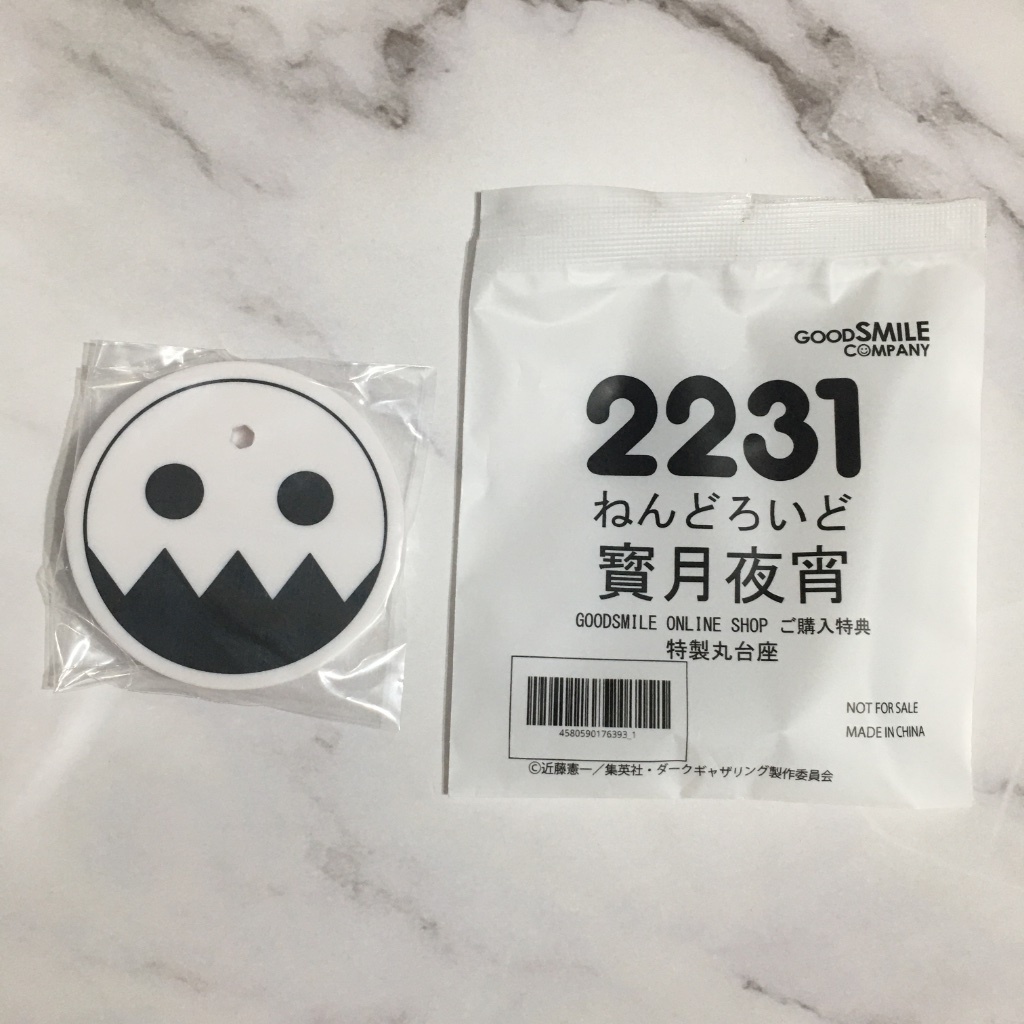 GOODSMILE
COMPANY
2231
ねんどろいど
寳月夜宵
GOODSMILE ONLINE SHOP ご購入特典
特製丸台座
4580590176393_1
NOT FOR SALE
MADE IN CHINA
©近藤憲一／集英社・ダークギャザリング製作委員会